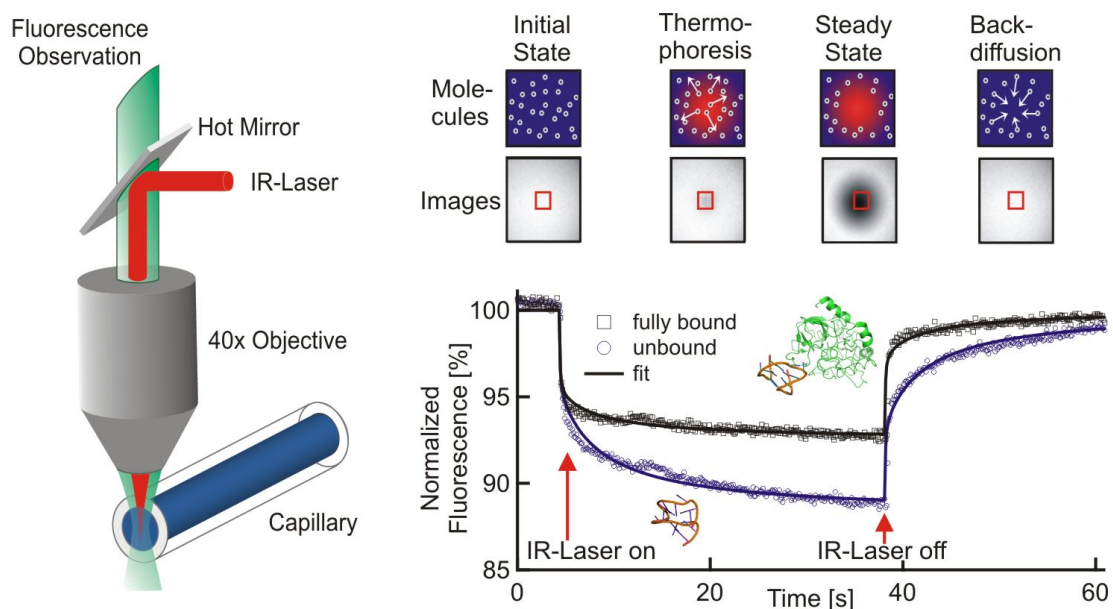 Fluorescence
Observation
Hot Mirror
IR-Laser
40x Objective
Capillary
Initial
State
Thermo-
phoresis
Steady
State
Back-
diffusion
Mole-
cules
Images
Normalized
Fluorescence [%]
100
95
90
85
fully bound
unbound
fit
IR-Laser on
IR-Laser off
0
20
40
60
Time [s]